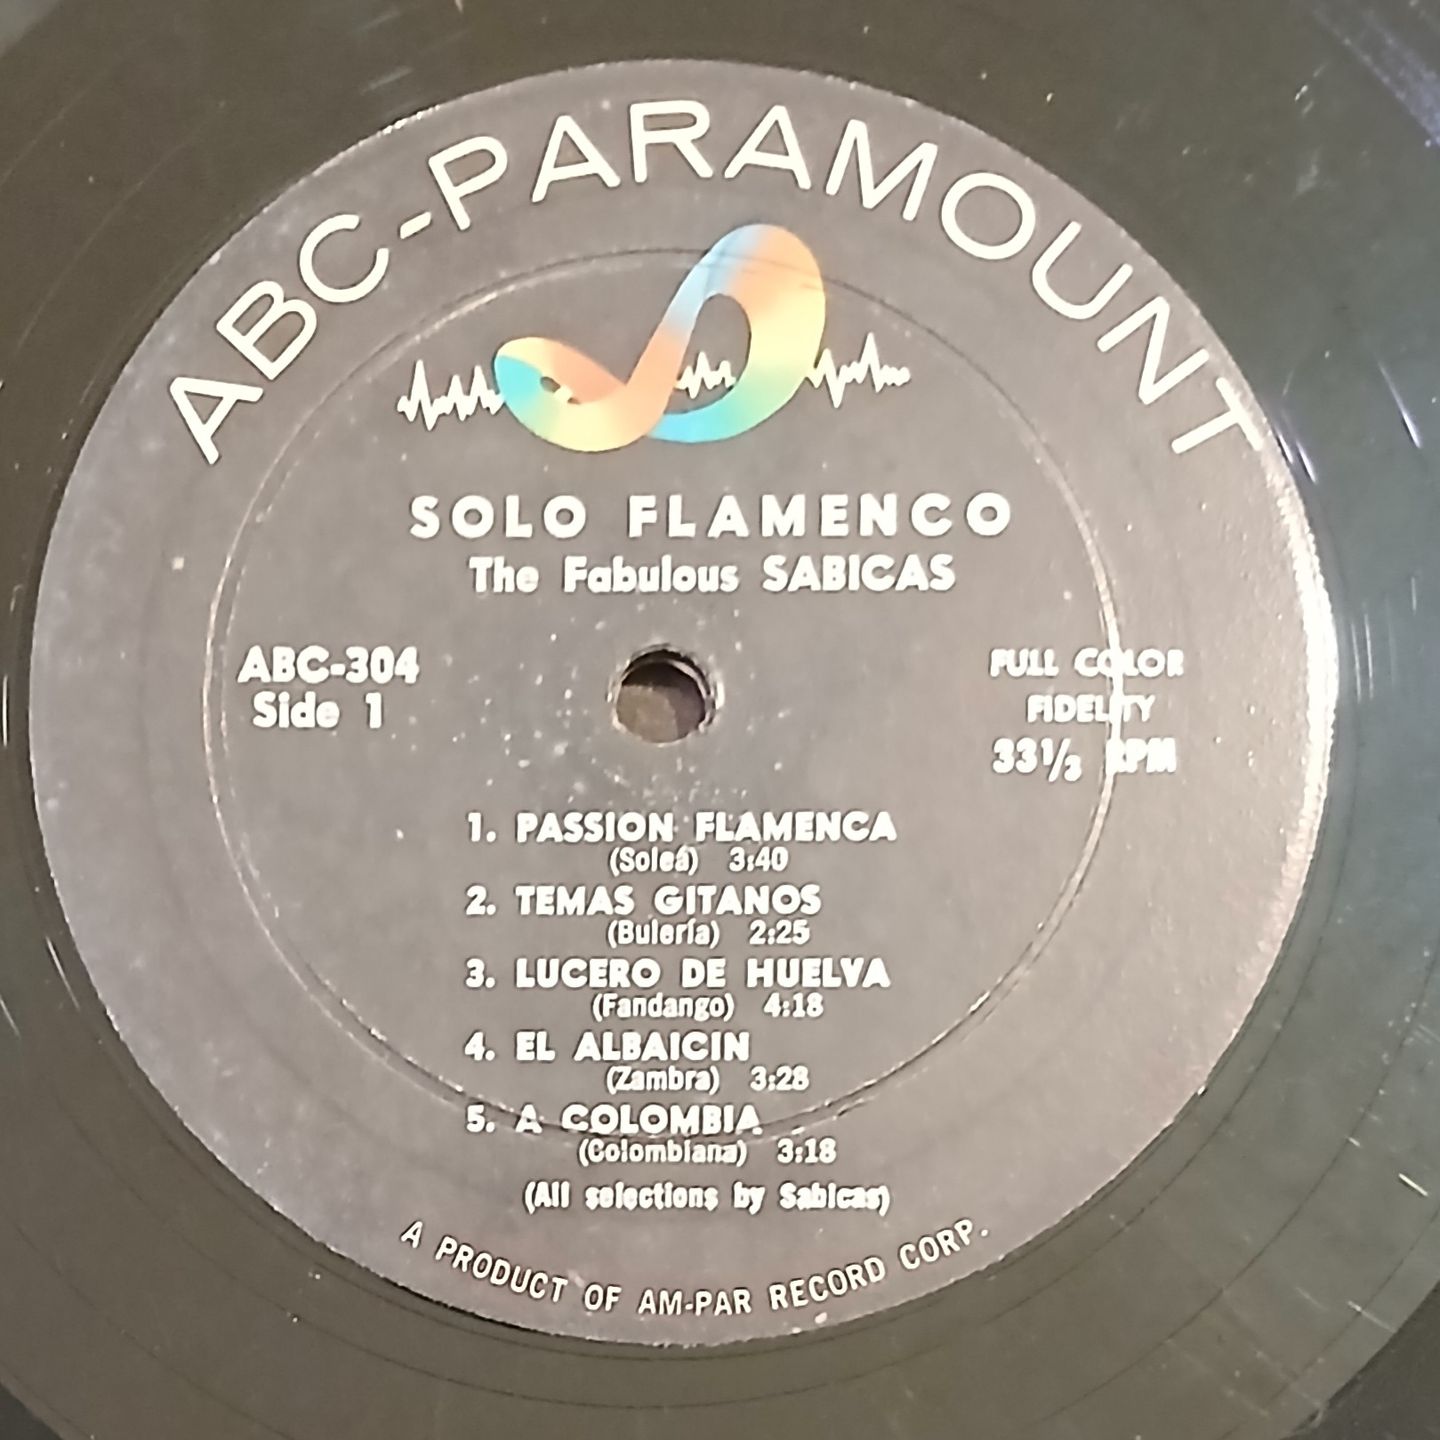 ABC-PARAMOUNT
SOLO FLAMENCO
The Fabulous SABICAS
ABC-304
Side 1
FULL COLOR
FIDELITY
33⅓ RPM
1. PASSION FLAMENCA
(Soleá) 3:40
2. TEMAS GITANOS
(Bulería) 2:25
3. LUCERO DE HUELVA
(Fandango) 4:18
4. EL ALBAICIN
(Zambra) 3:28
5. A COLOMBIA
(Colombiana) 3:18
(All selections by Sabicas)
A PRODUCT OF AM-PAR RECORD CORP.